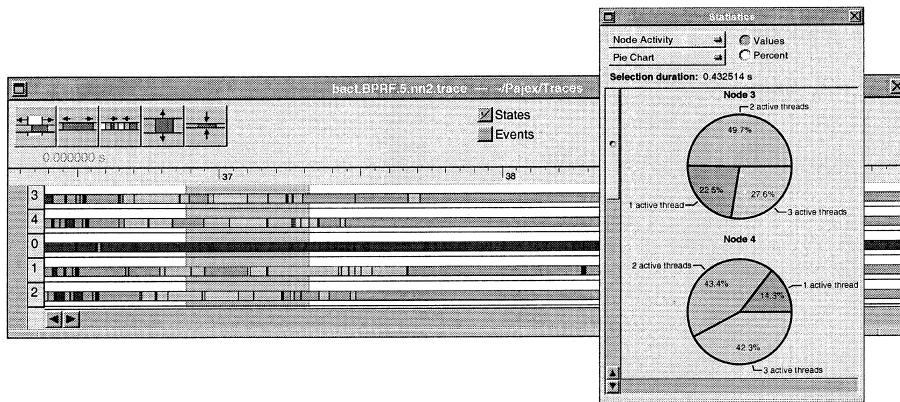 Statistics
Node Activity
Values
Pie Chart
Percent
Selection duration: 0.432514 s
bacLBPRF.5.nn2.trace — ~/Pajex/Traces
States
Events
0.000000 s
37
38
3
4
0
1
2
Node 3
2 active threads
49.7%
22.5%
27.6%
1 active thread
3 active threads
Node 4
2 active threads
43.4%
14.3%
1 active thread
42.3%
3 active threads